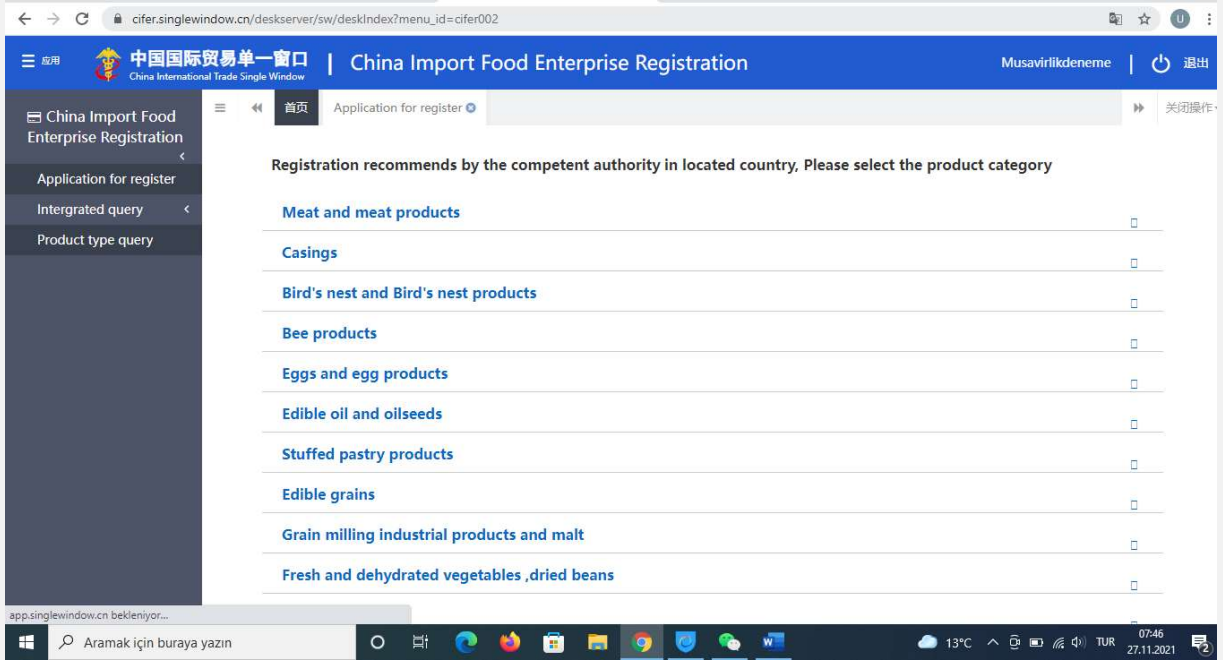 cifer.singlewindow.cn/deskserver/sw/deskIndex?menu_id=cifer002
U
应用
中国国际贸易单一窗口
China International Trade Single Window
| China Import Food Enterprise Registration
Musavirlikdeneme | 退出
China Import Food
Enterprise Registration
Application for register
Intergrated query
Product type query
首页 Application for register 关闭操作
Registration recommends by the competent authority in located country, Please select the product category
Meat and meat products
Casings
Bird's nest and Bird's nest products
Bee products
Eggs and egg products
Edible oil and oilseeds
Stuffed pastry products
Edible grains
Grain milling industrial products and malt
Fresh and dehydrated vegetables ,dried beans
app.singlewindow.cn bekleniyor...
Aramak için buraya yazın
13°C
TUR
07:46
27.11.2021
2